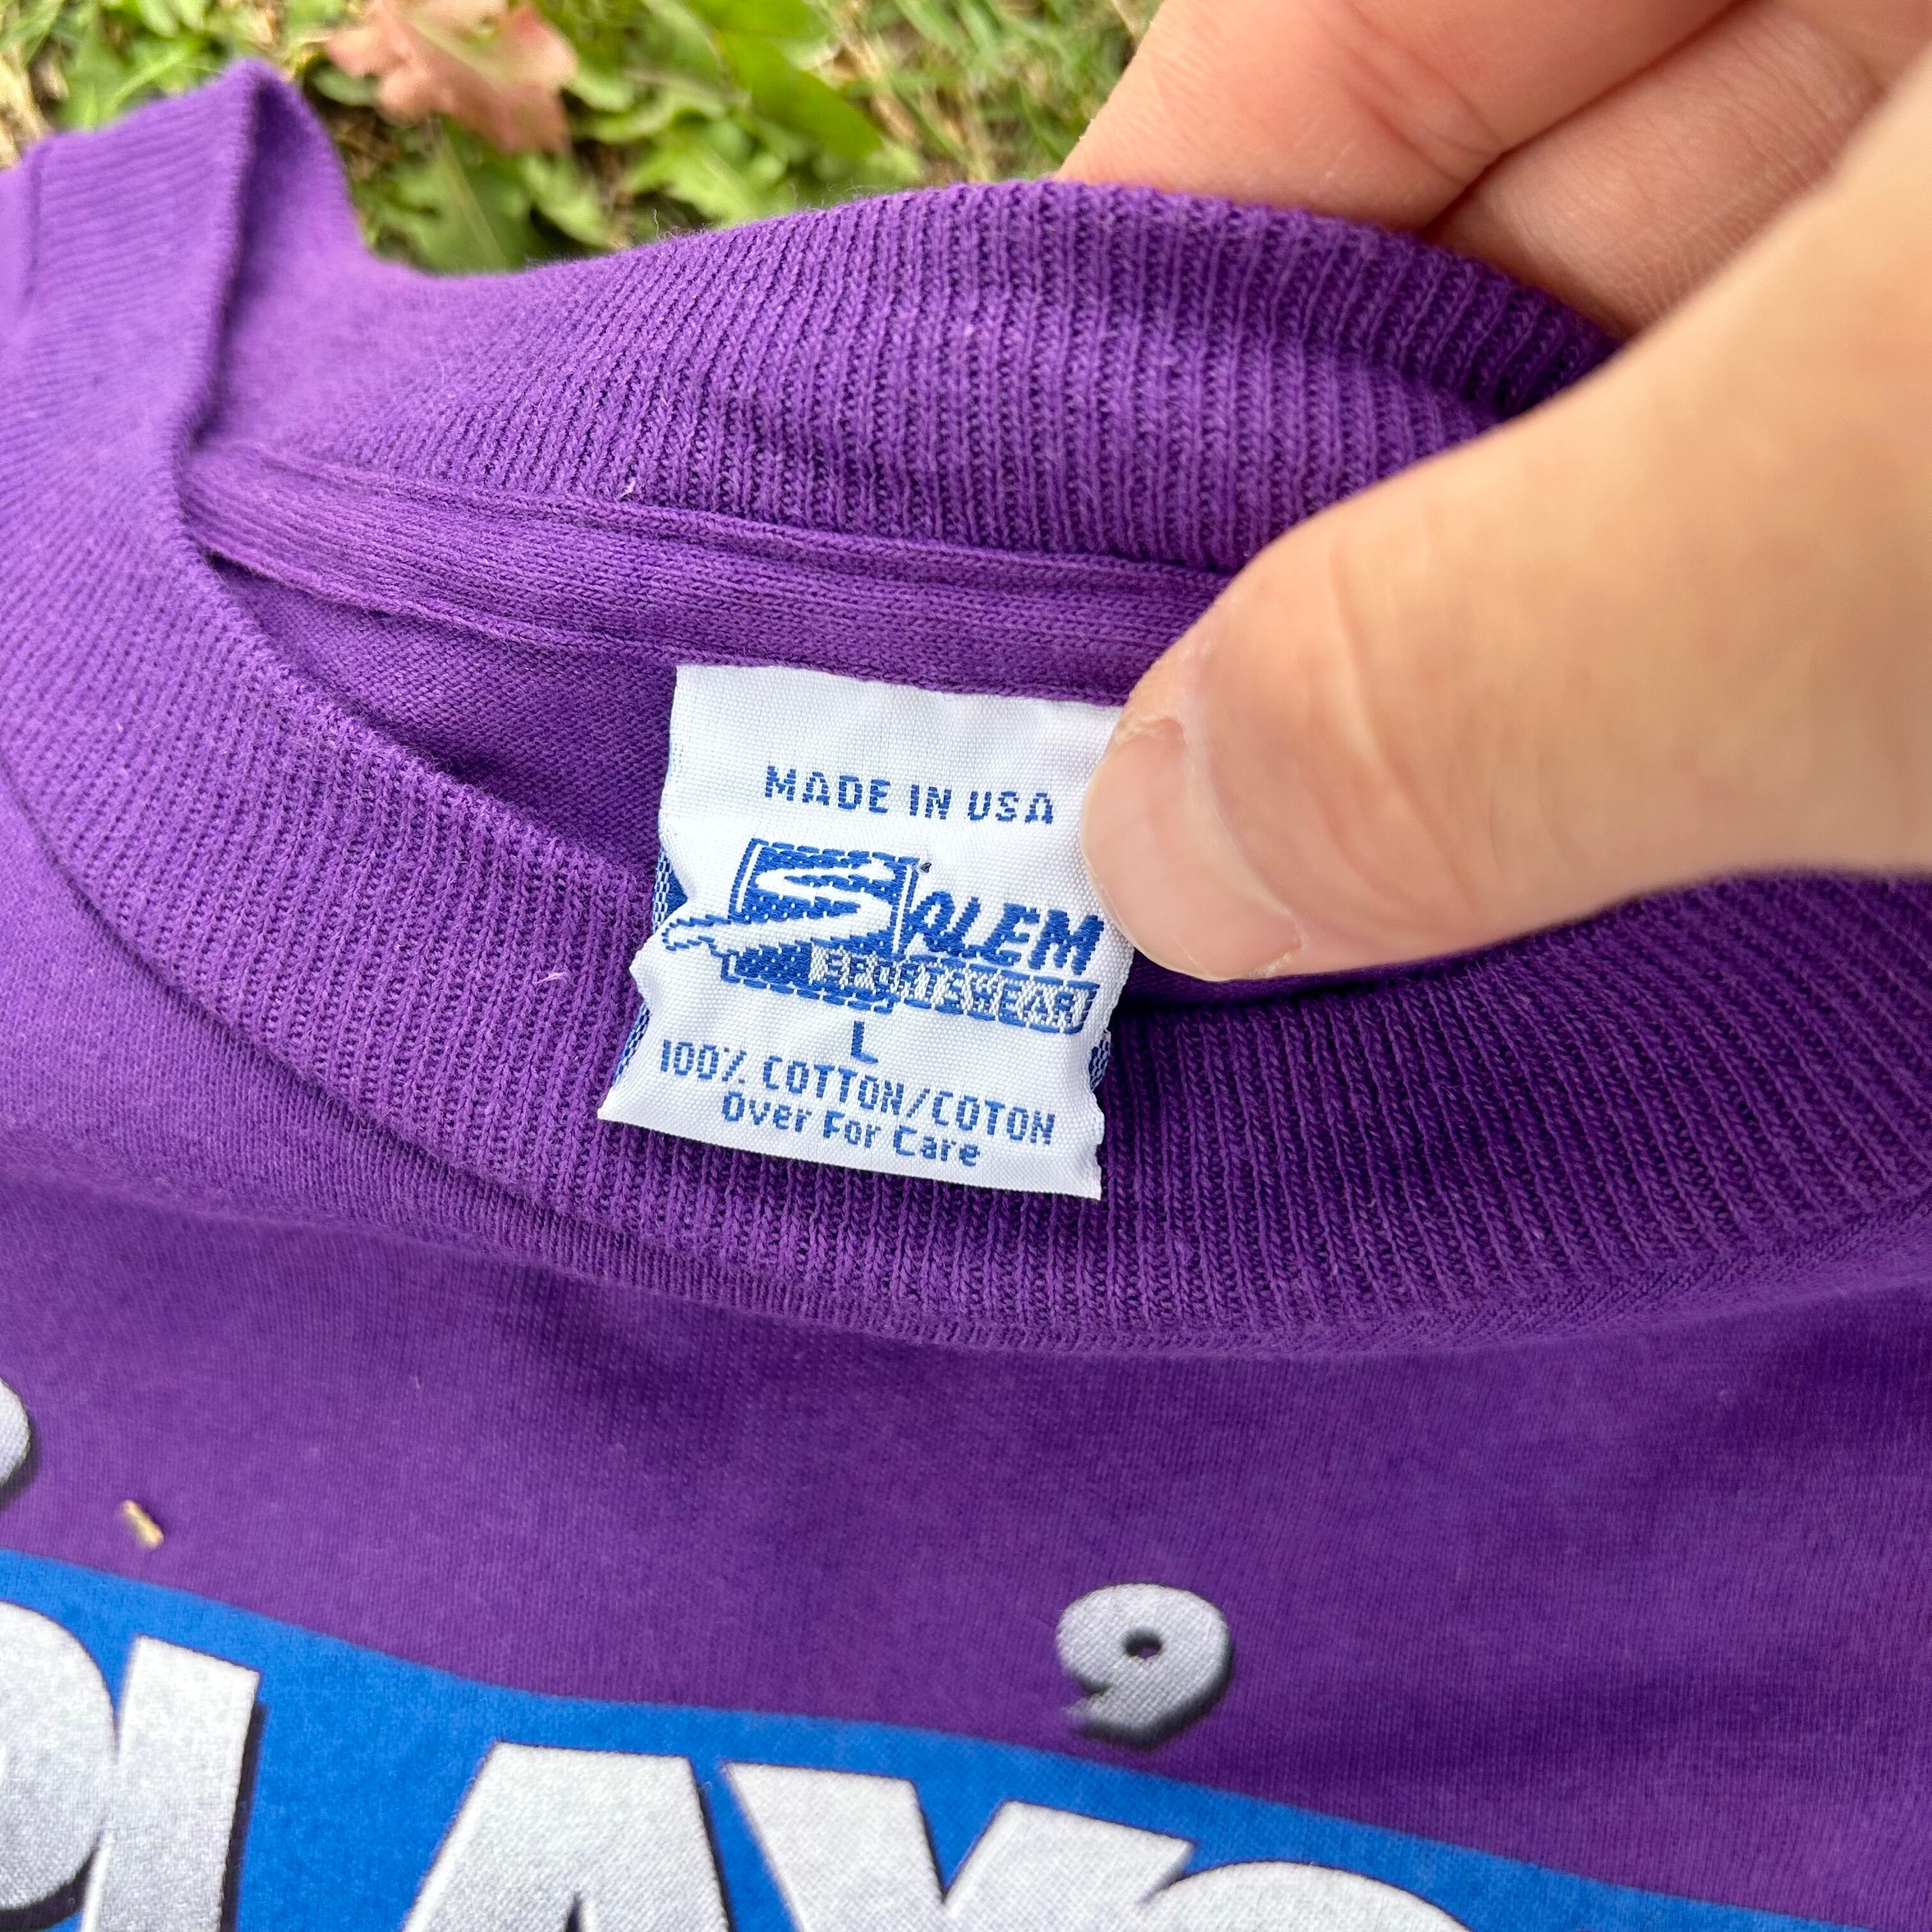 MADE IN USA
SALEM
SPORTSWEAR
L
100% COTTON/COTON
Over For Care
9